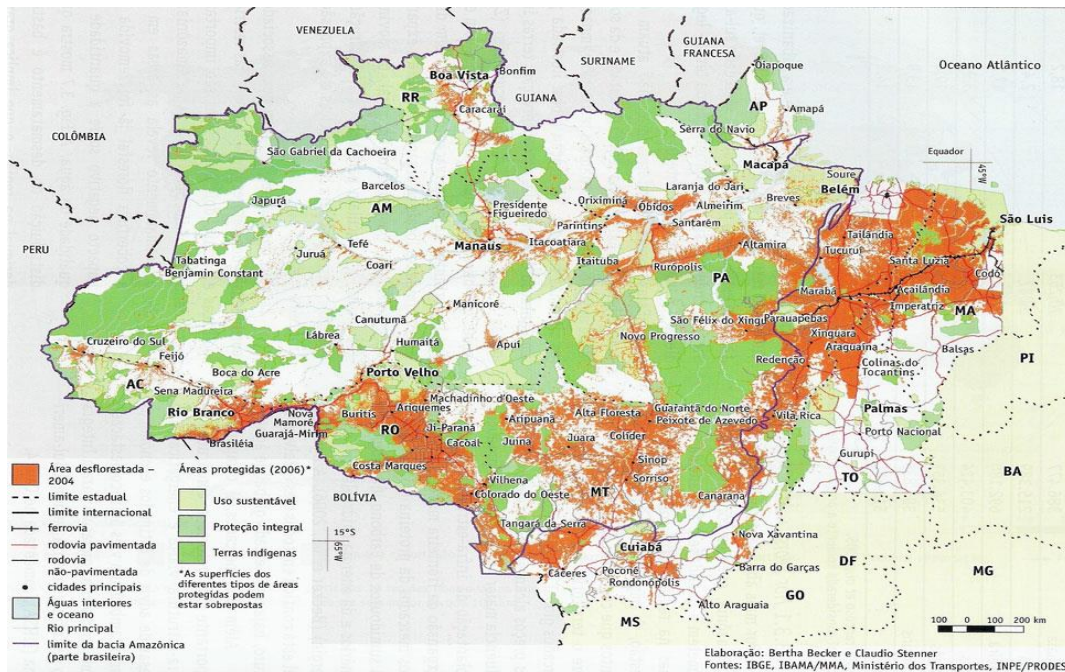 VENEZUELA
GUIANA
FRANCESA
SURINAME
Oceano Atlântico
Oiapoque
Boa Vista
Bonfim
RR
GUIANA
AP
Amapá
Caracaraí
COLÔMBIA
Serra do Navio
São Gabriel da Cachoeira
Macapá
Equador
45°W
Soure
Barcelos
Laranja do Jari
Belém
Presidente
Figueiredo
Oriximiná
Óbidos
Almeirim
Breves
Japurá
AM
Parintins
Santarém
São Luis
Manaus
Itacoatiara
Tailândia
PERU
Tefé
Altamira
Tucuruí
Juruá
Itaituba
Santa Luzia
Tabatinga
Coari
Rurópolis
Codó
Benjamin Constant
PA
Marabá
Açailândia
Manicoré
Imperatriz
MA
Canutumã
São Félix do Xingu
Parauapebas
Lábrea
Humaitá
Novo Progresso
Xinguara
Cruzeiro do Sul
Apuí
Araguaína
Balsas
Feijó
Redenção
Colinas do
Tocantins
PI
Boca do Acre
Porto Velho
AC
Sena Madureira
Machadinho d'Oeste
Guarantã do Norte
Palmas
Rio Branco
Nova
Mamoré
Buritis
Ariquemes
Alta Floresta
Peixote de Azevedo
Vila Rica
Aripuanã
Porto Nacional
Guarajá-Mirim
RO
Ji-Paraná
Colíder
Brasiléia
Cacoal
Juina
Juara
Gurupi
Costa Marques
Sinop
TO
BA
Vilhena
Sorriso
BOLÍVIA
Colorado do Oeste
MT
Canarana
Tangará da Serra
Nova Xavantina
15°S
65°W
Cuiabá
DF
Cáceres
Poconé
Barra do Garças
MG
Rondonópolis
GO
Alto Araguaia
MS
Área desflorestada –
2004
limite estadual
limite internacional
ferrovia
rodovia pavimentada
rodovia
não-pavimentada
cidades principais
Águas interiores
e oceano
Rio principal
limite da bacia Amazônica
(parte brasileira)
Áreas protegidas (2006)*
Uso sustentável
Proteção integral
Terras indígenas
*As superfícies dos
diferentes tipos de áreas
protegidas podem
estar sobrepostas
100 0 100 200 km
Elaboração: Bertha Becker e Claudio Stenner
Fontes: IBGE, IBAMA/MMA, Ministério dos Transportes, INPE/PRODES